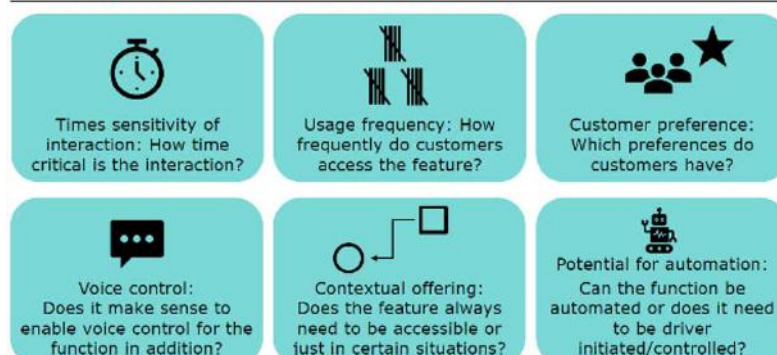 Times sensitivity of
interaction: How time
critical is the interaction?
Usage frequency: How
frequently do customers
access the feature?
Customer preference:
Which preferences do
customers have?
Voice control:
Does it make sense to
enable voice control for the
function in addition?
Contextual offering:
Does the feature always
need to be accessible or
just in certain situations?
Potential for automation:
Can the function be
automated or does it need
to be driver
initiated/controlled?